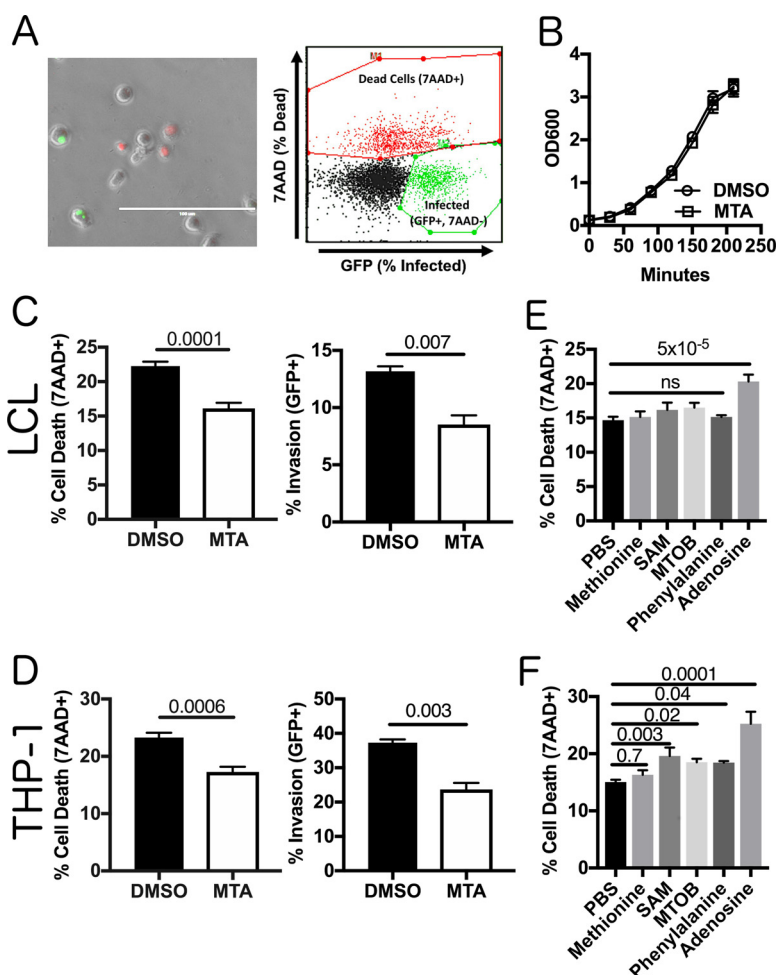 A
100 um
7AAD (% Dead)
Dead Cells (7AAD+)
Infected
(GFP+, 7AAD-)
GFP (% Infected)
B
OD600
4
3
2
1
0
DMSO
MTA
0 50 100 150 200 250
Minutes
LCL
C
% Cell Death (7AAD+)
25
20
15
10
5
0
0.0001
DMSO MTA
% Invasion (GFP+)
15
10
5
0
0.007
DMSO MTA
E
% Cell Death (7AAD+)
25
20
15
10
5
0
5x10-5
ns
PBS
Methionine
SAM
MTOB
Phenylalanine
Adenosine
THP-1
D
% Cell Death (7AAD+)
30
20
10
0
0.0006
DMSO MTA
% Invasion (GFP+)
50
40
30
20
10
0
0.003
DMSO MTA
F
% Cell Death (7AAD+)
30
20
10
0
0.0001
0.04
0.02
0.003
0.7
PBS
Methionine
SAM
MTOB
Phenylalanine
Adenosine